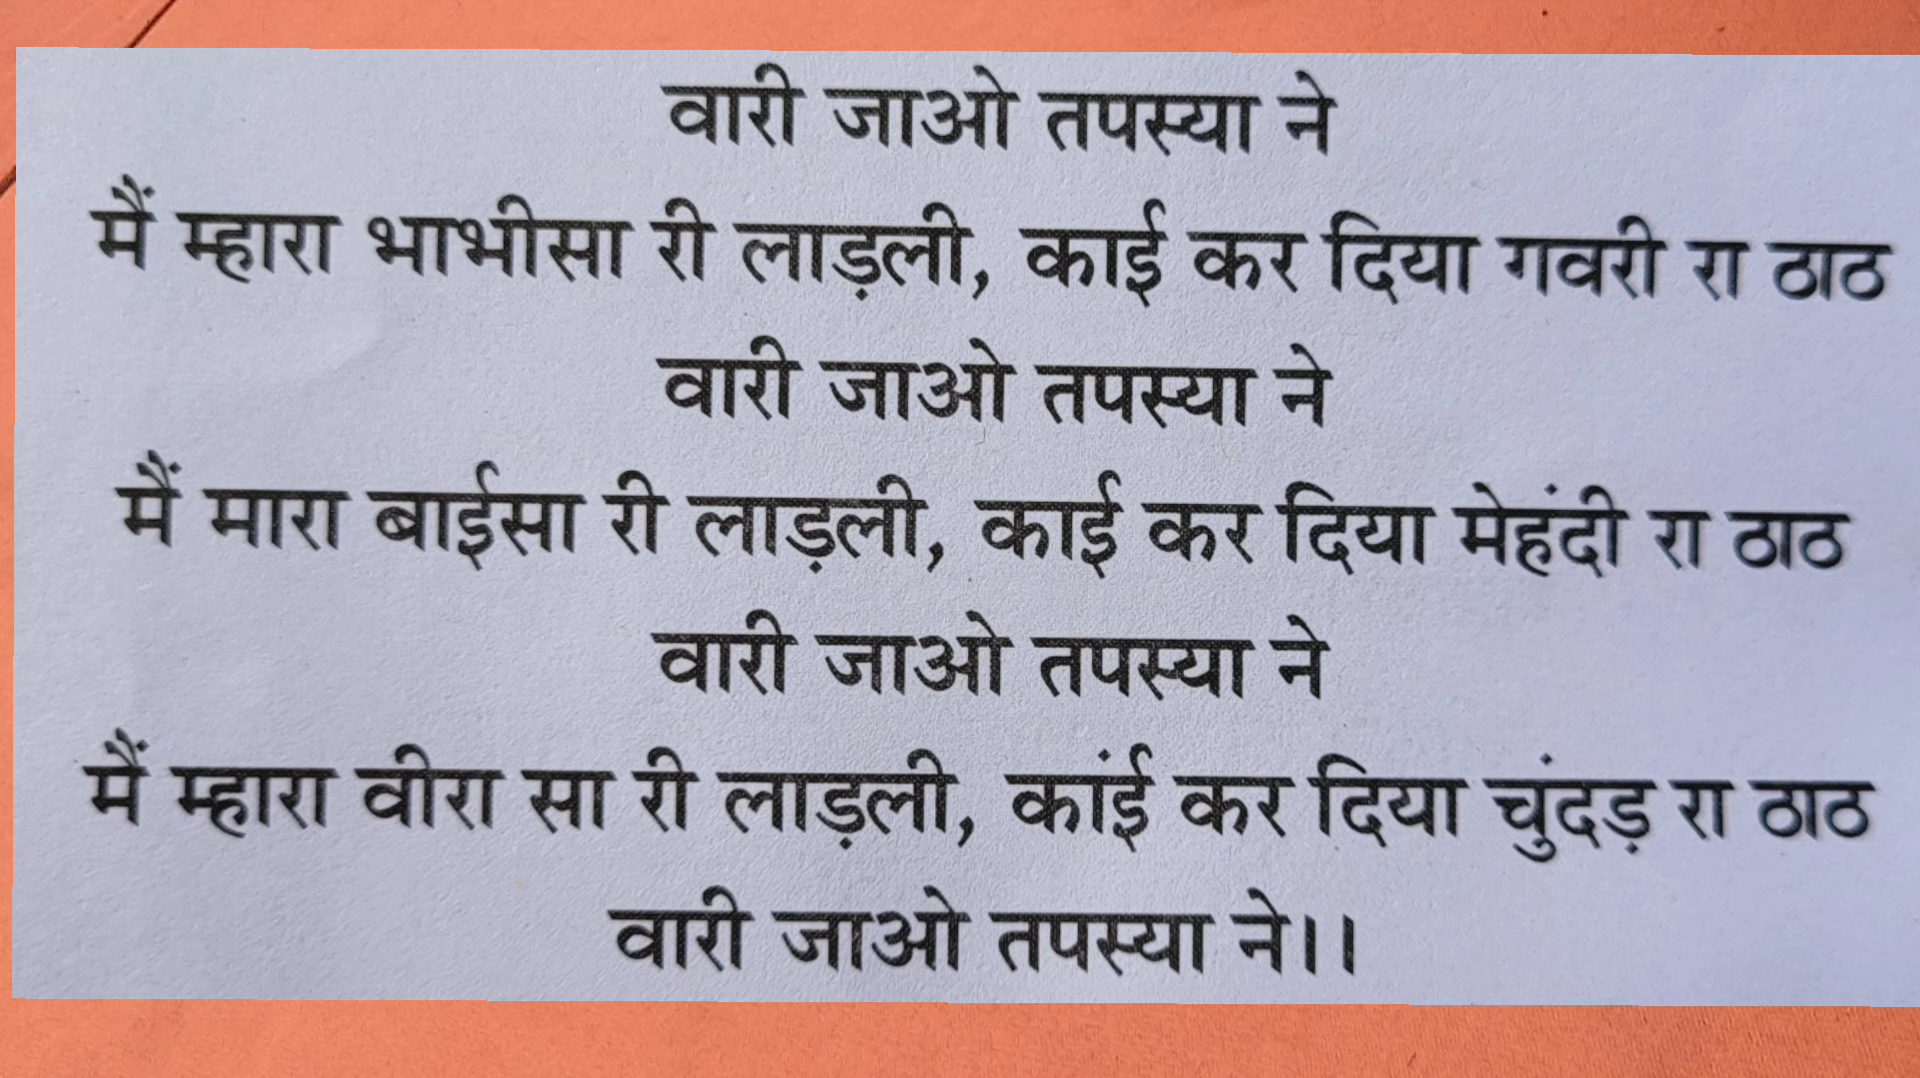 वारी जाओ तपस्या ने
मैं म्हारा भाभीसा री लाड़ली, काई कर दिया गवरी रा ठाठ
वारी जाओ तपस्या ने
मैं मारा बाईसा री लाड़ली, काई कर दिया मेहंदी रा ठाठ
वारी जाओ तपस्या ने
मैं म्हारा वीरा सा री लाड़ली, कांई कर दिया चुंदड़ रा ठाठ
वारी जाओ तपस्या ने।।